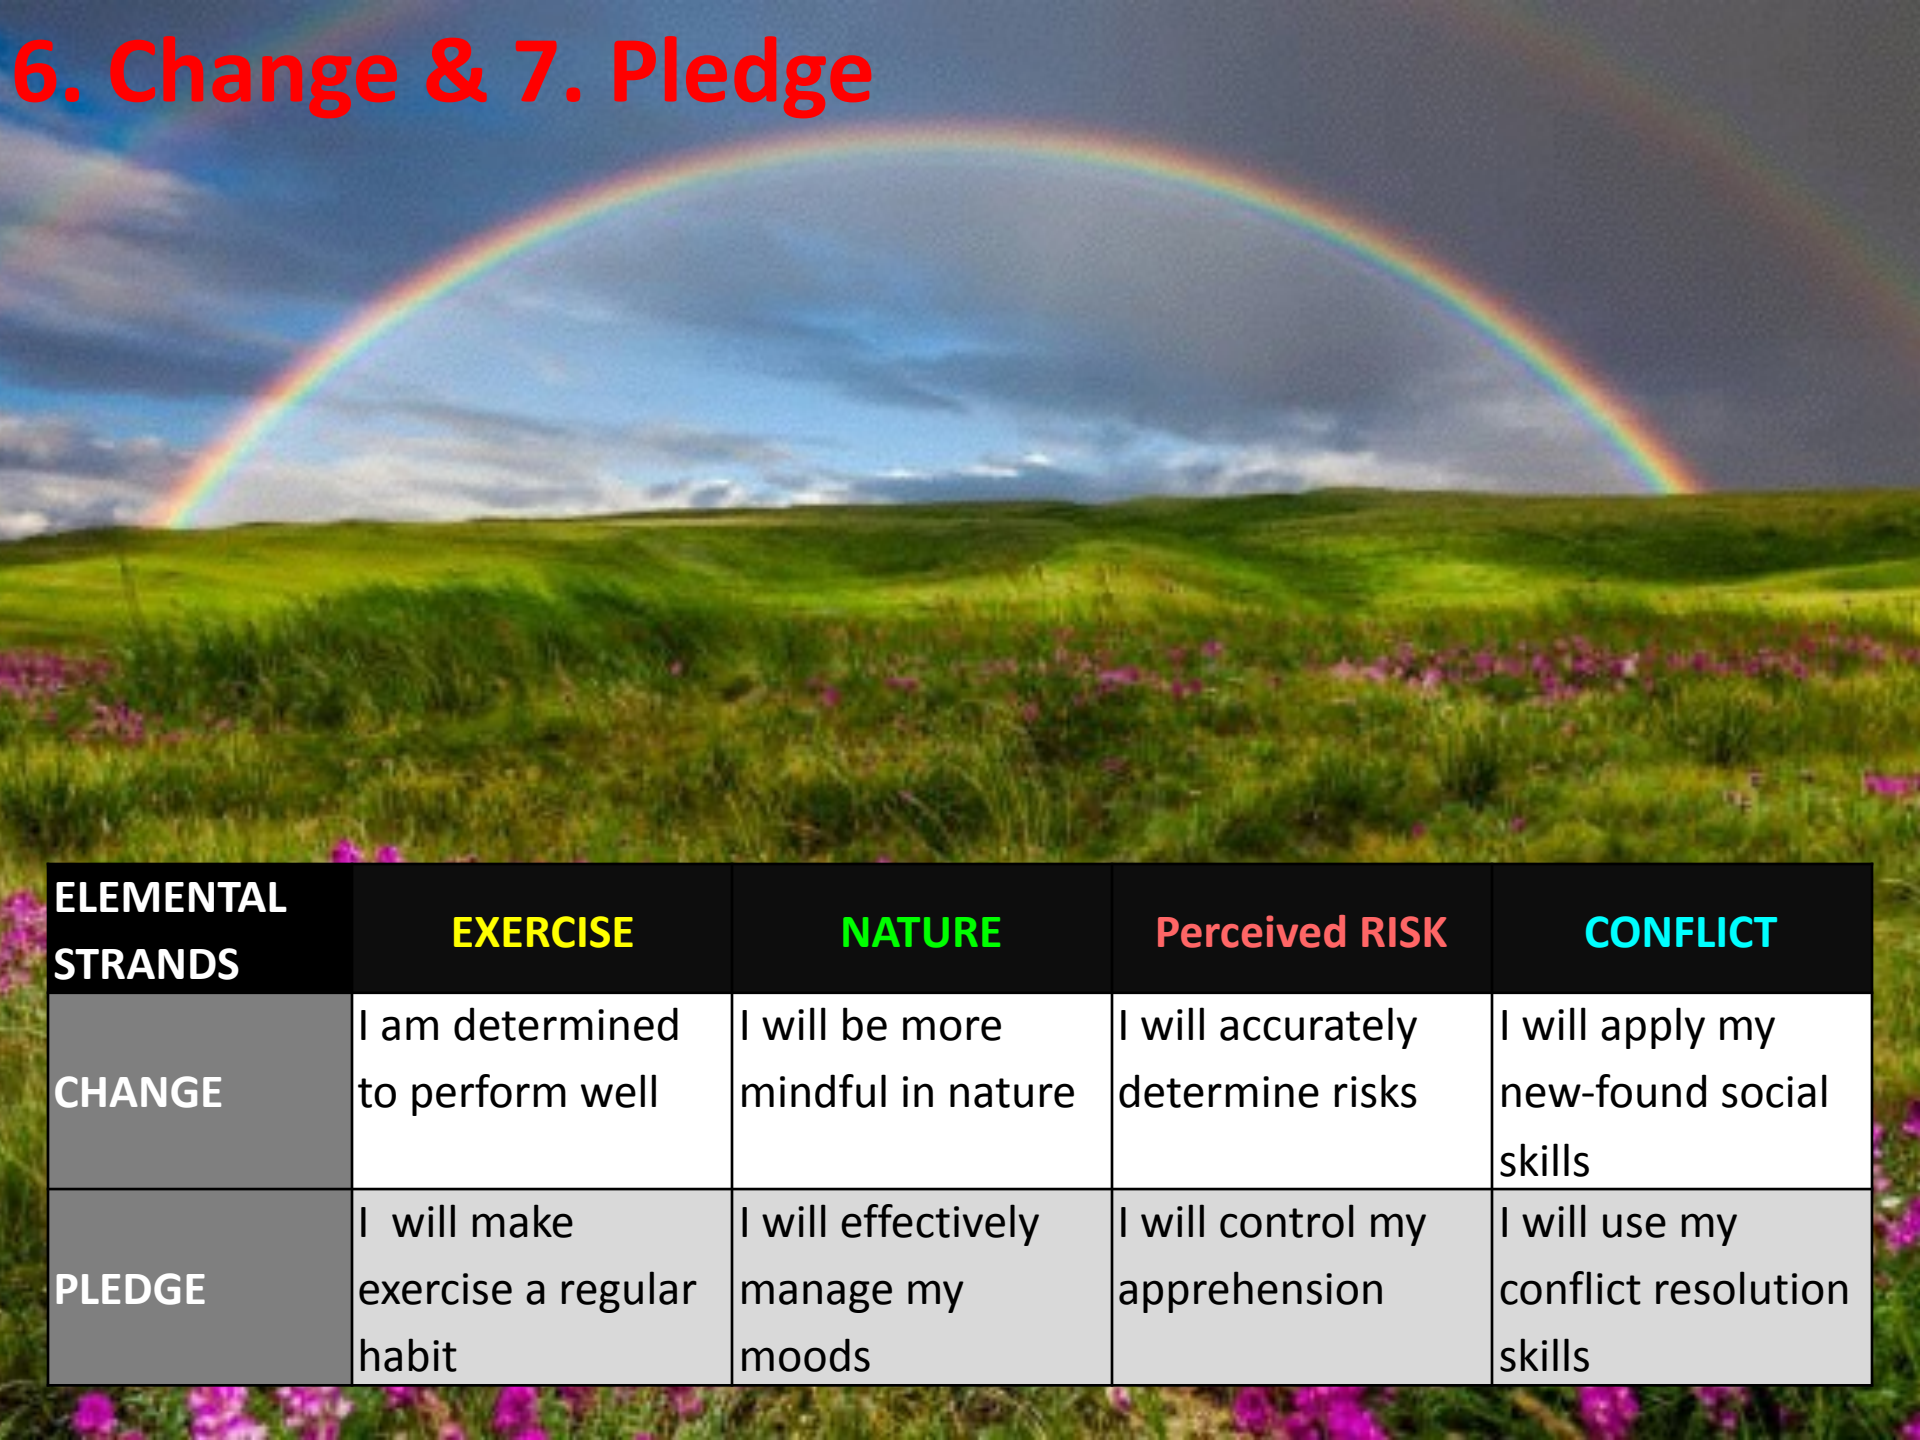 6. Change & 7. Pledge
ELEMENTAL
STRANDS
EXERCISE
NATURE
Perceived RISK
CONFLICT
CHANGE
I am determined
to perform well
I will be more
mindful in nature
I will accurately
determine risks
I will apply my
new-found social
skills
PLEDGE
I  will make
exercise a regular
habit
I will effectively
manage my
moods
I will control my
apprehension
I will use my
conflict resolution
skills